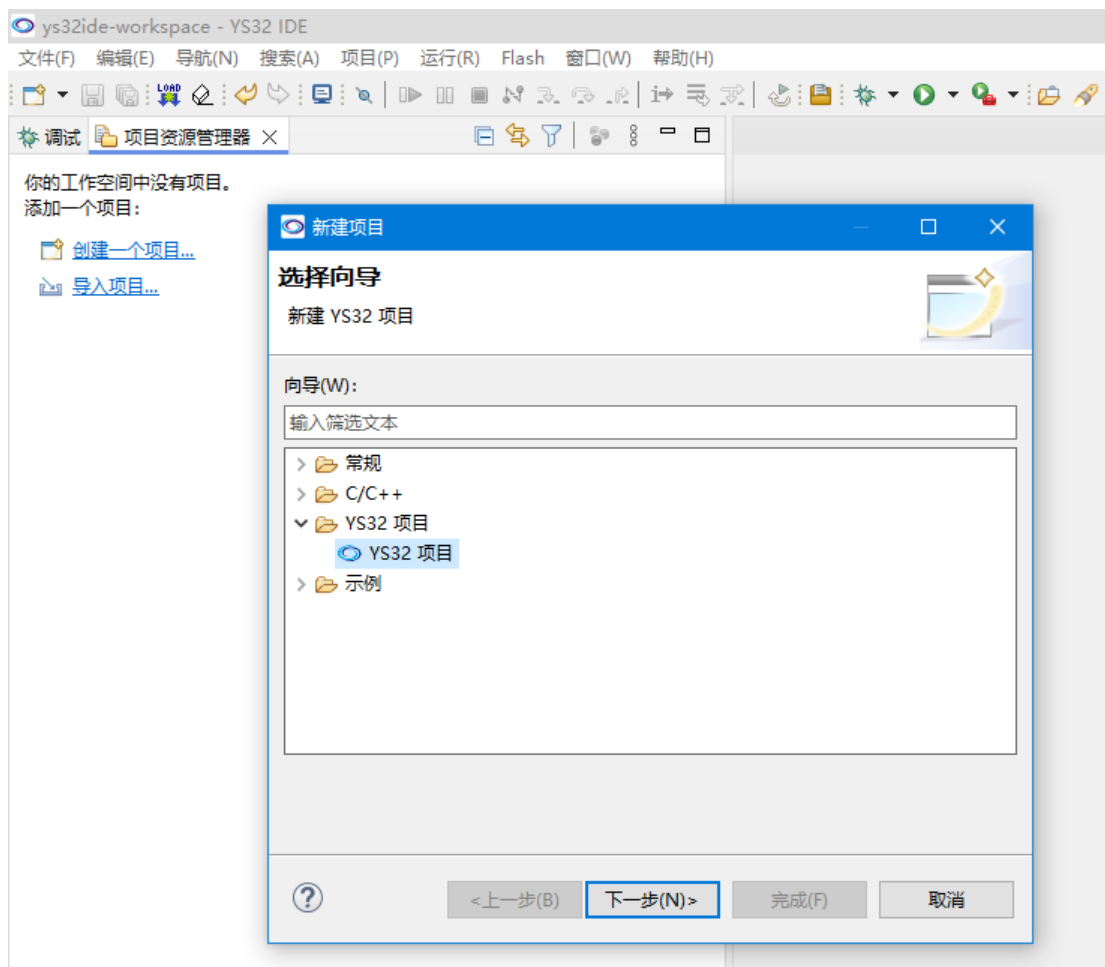 ys32ide-workspace - YS32 IDE
文件(F) 编辑(E) 导航(N) 搜索(A) 项目(P) 运行(R) Flash 窗口(W) 帮助(H)
LOAD
调试 项目资源管理器
你的工作空间中没有项目。
添加一个项目:
创建一个项目...
导入项目...
新建项目
选择向导
新建 YS32 项目
向导(W):
输入筛选文本
常规
C/C++
YS32 项目
YS32 项目
示例
<上一步(B) 下一步(N)> 完成(F) 取消